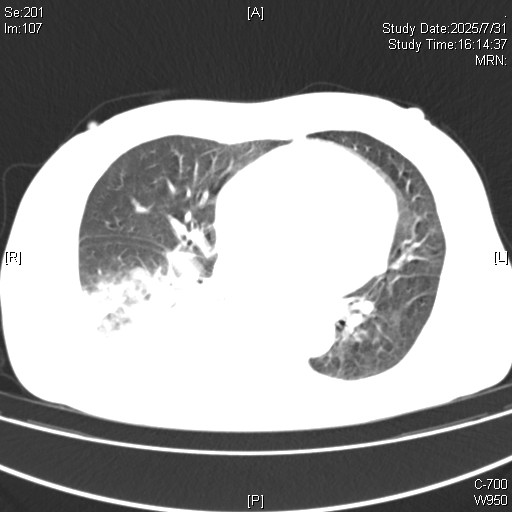 Se:201
Im:107
[A]
.
Study Date:2025/7/31
Study Time:16:14:37
MRN:
[R]
[L]
[P]
C-700
W950